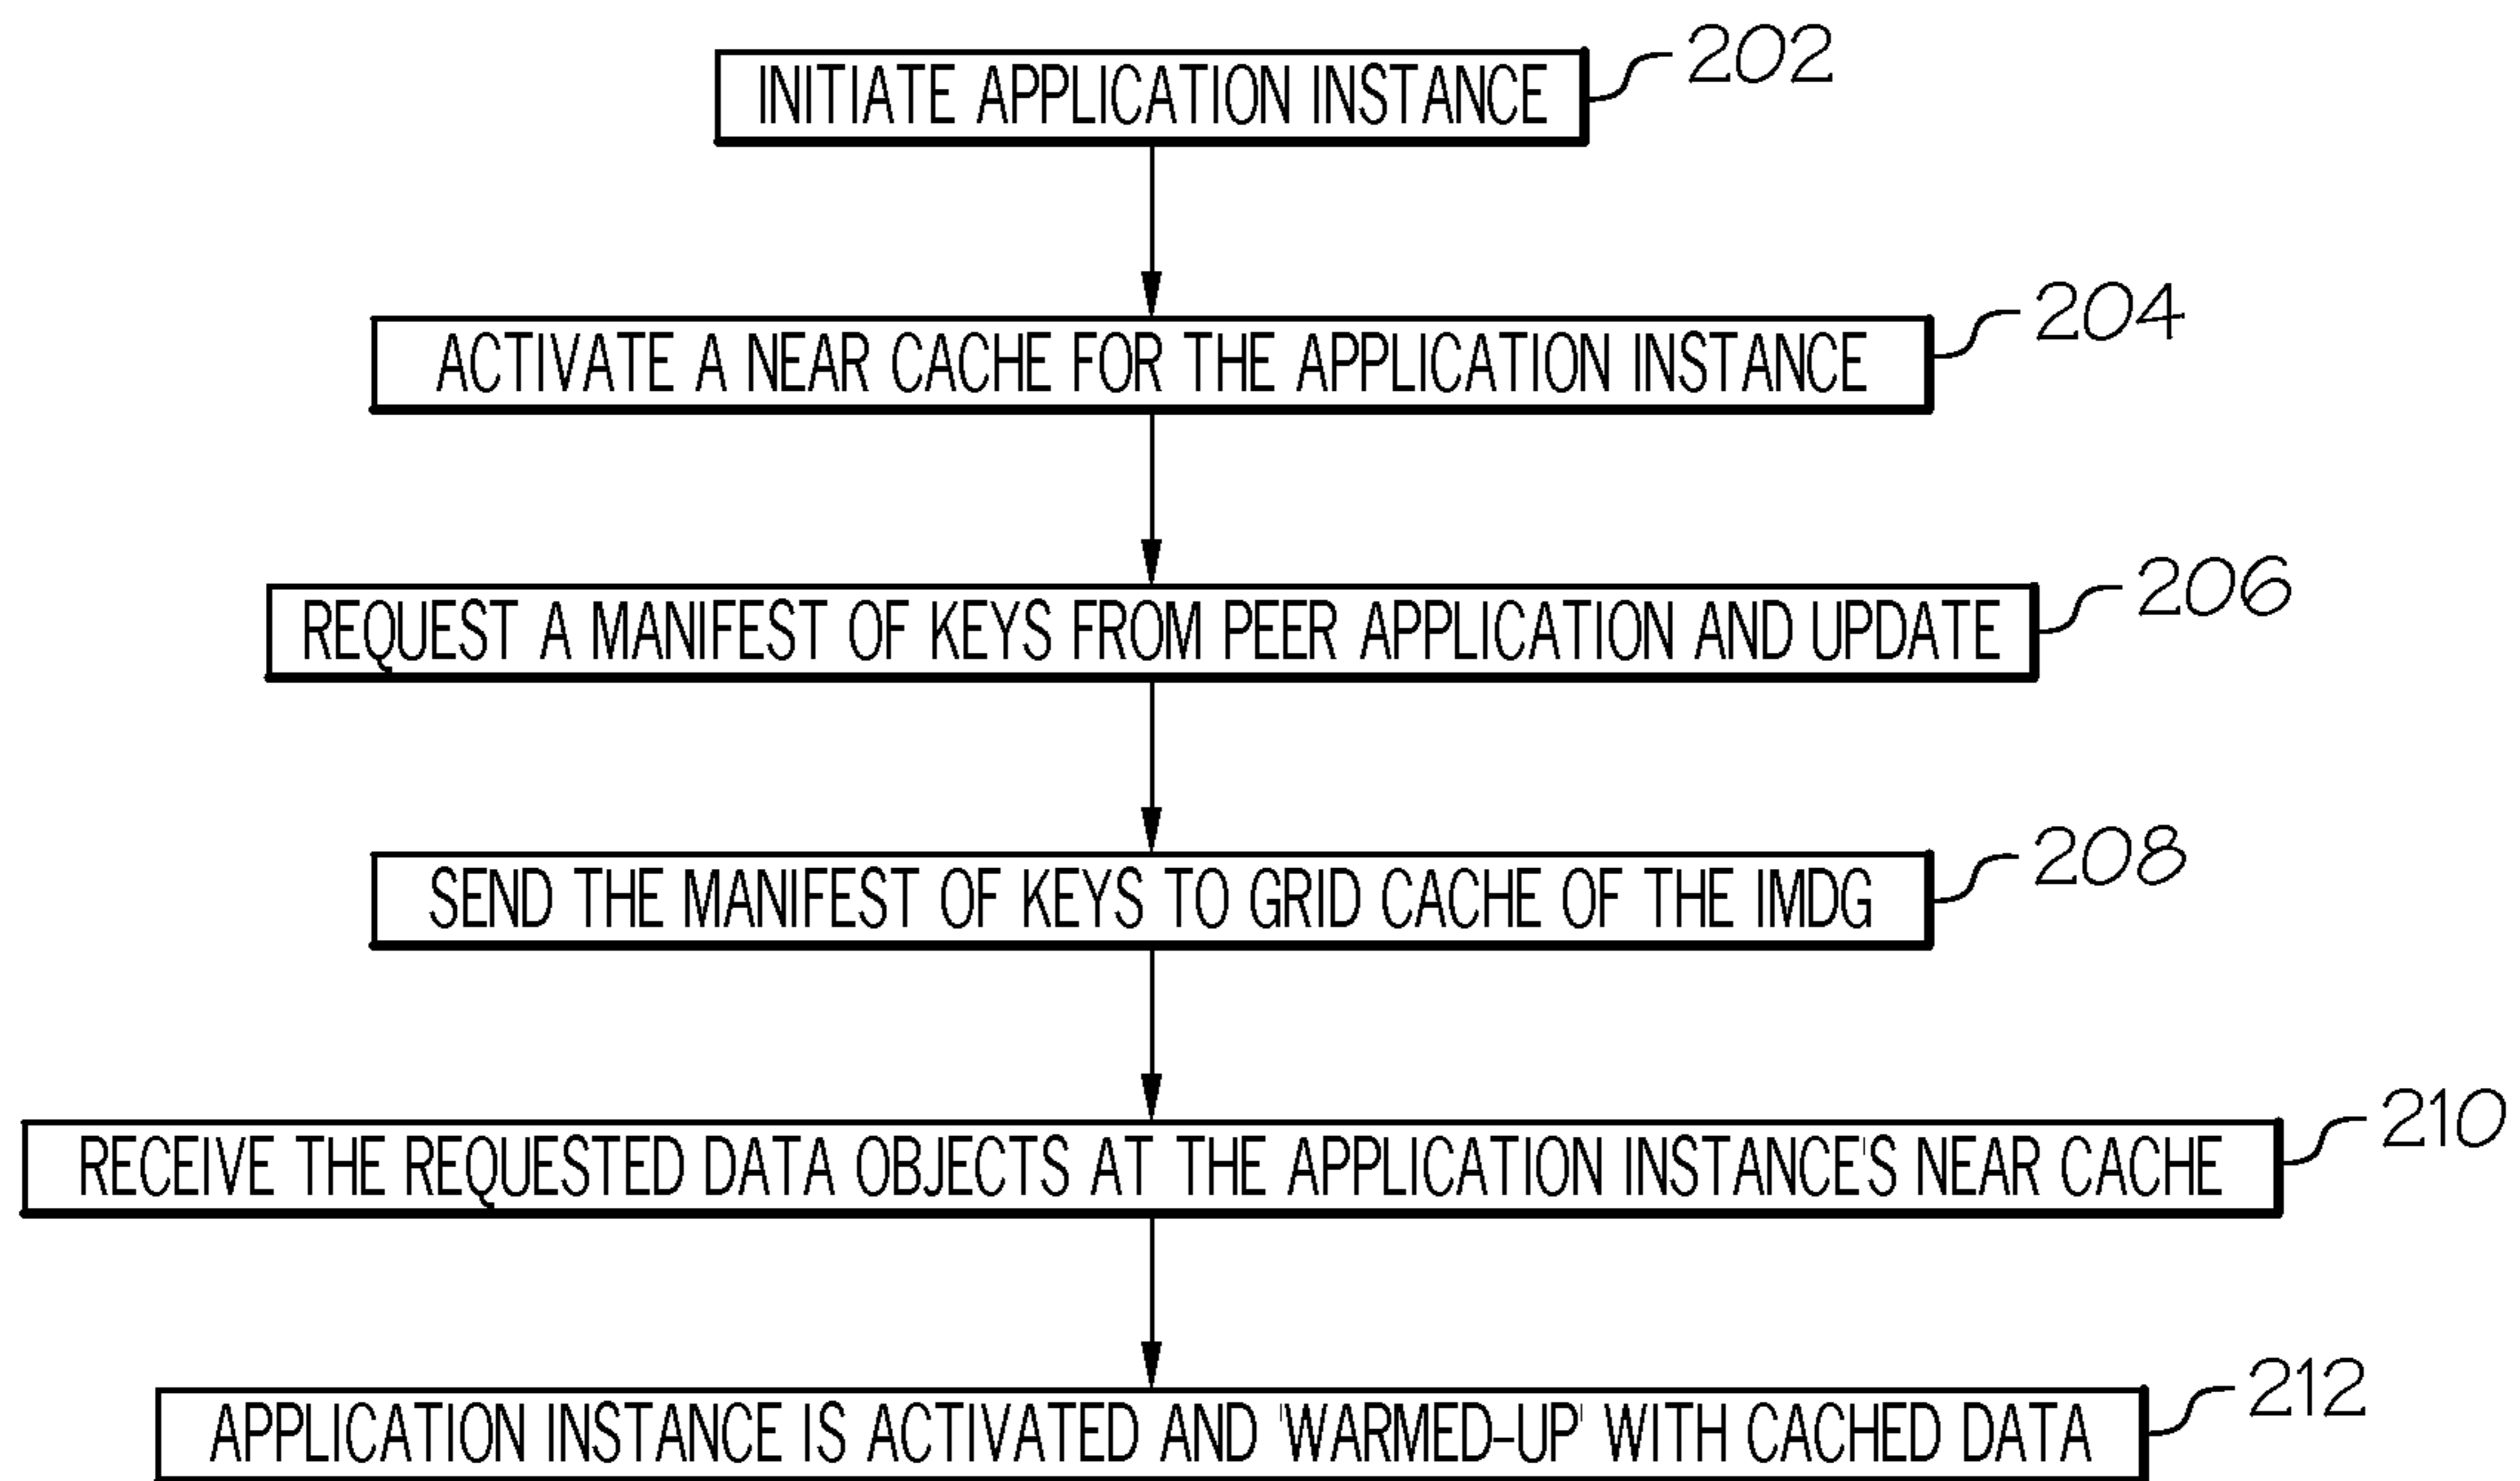 INITIATE APPLICATION INSTANCE 202
ACTIVATE A NEAR CACHE FOR THE APPLICATION INSTANCE 204
REQUEST A MANIFEST OF KEYS FROM PEER APPLICATION AND UPDATE 206
SEND THE MANIFEST OF KEYS TO GRID CACHE OF THE IMDG 208
RECEIVE THE REQUESTED DATA OBJECTS AT THE APPLICATION INSTANCE'S NEAR CACHE 210
APPLICATION INSTANCE IS ACTIVATED AND 'WARMED-UP' WITH CACHED DATA 212